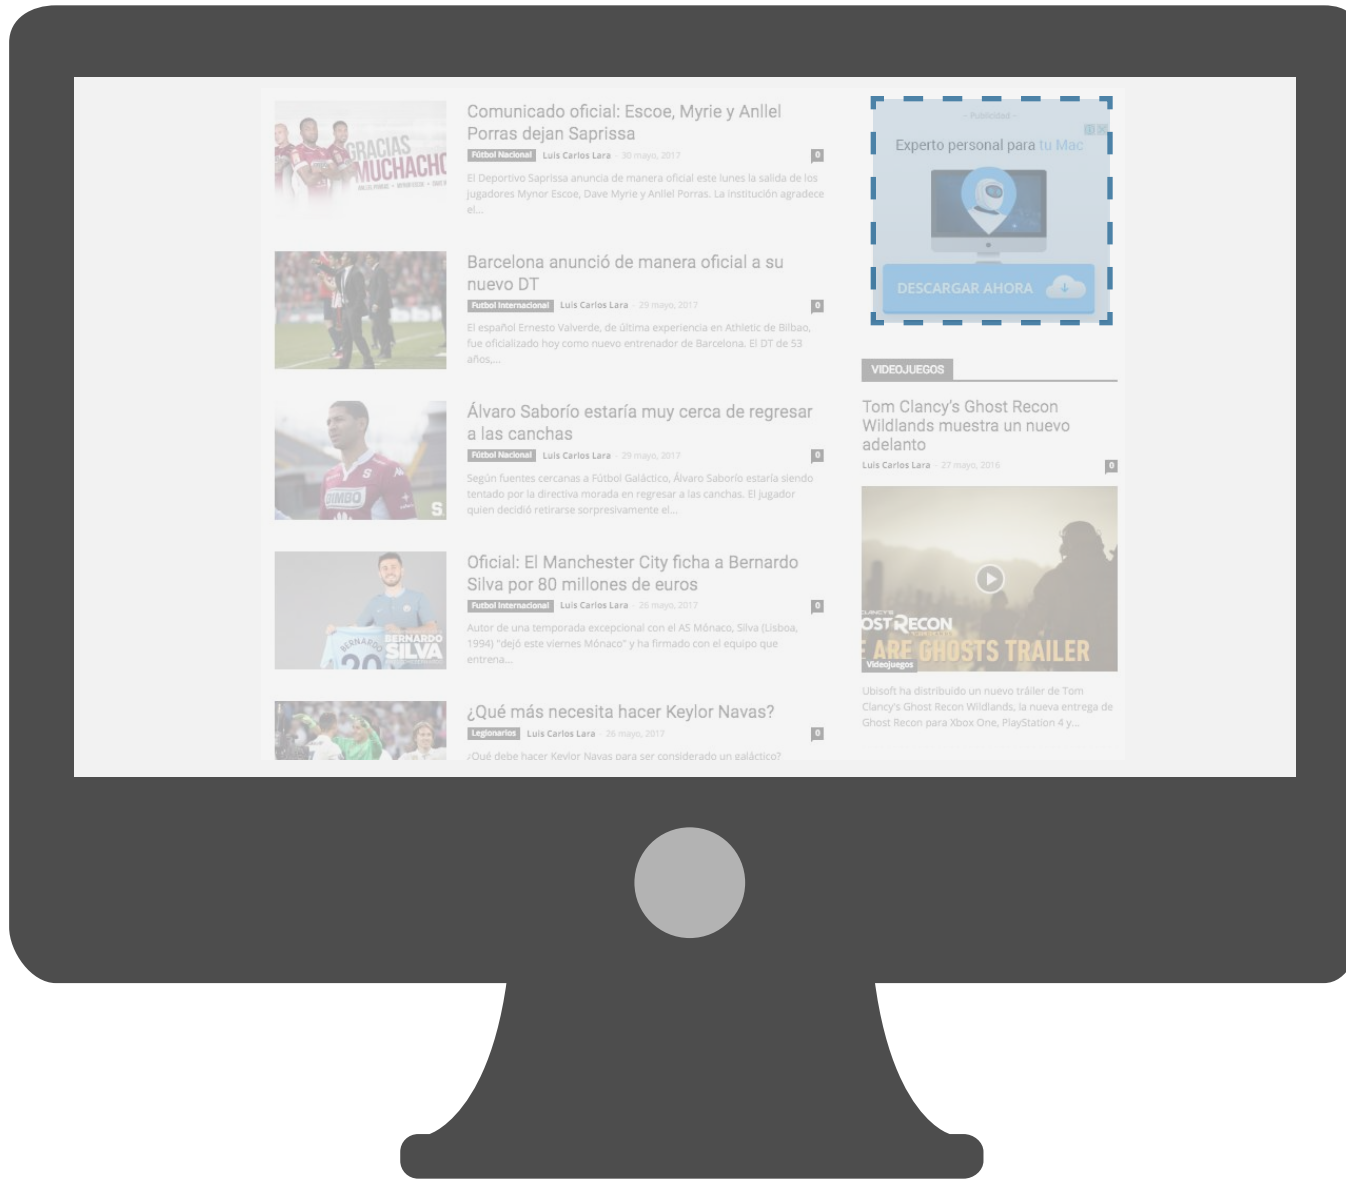 GRACIAS
MUCHACHO
Comunicado oficial: Escoe, Myrie y Anllel
Porras dejan Saprissa
Fútbol Nacional Luis Carlos Lara - 30 mayo, 2017 0
El Deportivo Saprissa anuncia de manera oficial este lunes la salida de los
jugadores Mynor Escoe, Dave Myrie y Anllel Porras. La institución agradece
el...
Barcelona anunció de manera oficial a su
nuevo DT
Futbol Internacional Luis Carlos Lara - 29 mayo, 2017 0
El español Ernesto Valverde, de última experiencia en Athletic de Bilbao,
fue oficializado hoy como nuevo entrenador de Barcelona. El DT de 53
años,...
DIMBO
S
S
Álvaro Saborío estaría muy cerca de regresar
a las canchas
Fútbol Nacional Luis Carlos Lara - 29 mayo, 2017 0
Según fuentes cercanas a Fútbol Galáctico, Álvaro Saborío estaría siendo
tentado por la directiva morada en regresar a las canchas. El jugador
quien decidió retirarse sorpresivamente el...
BERNARDO
20
BERNARDO
SILVA
Oficial: El Manchester City ficha a Bernardo
Silva por 80 millones de euros
Futbol Internacional Luis Carlos Lara - 26 mayo, 2017 0
Autor de una temporada excepcional con el AS Mónaco, Silva (Lisboa,
1994) "dejó este viernes Mónaco" y ha firmado con el equipo que
entrena...
¿Qué más necesita hacer Keylor Navas?
Legionarios Luis Carlos Lara - 26 mayo, 2017 0
¿Qué debe hacer Keylor Navas para ser considerado un galáctico?
- Publicidad -
Experto personal para tu Mac
DESCARGAR AHORA
VIDEOJUEGOS
Tom Clancy's Ghost Recon
Wildlands muestra un nuevo
adelanto
Luis Carlos Lara - 27 mayo, 2016 0
CLANCY'S
OST RECON
E ARE GHOSTS TRAILER
Videojuegos
Ubisoft ha distribuido un nuevo tráiler de Tom
Clancy's Ghost Recon Wildlands, la nueva entrega de
Ghost Recon para Xbox One, PlayStation 4 y...